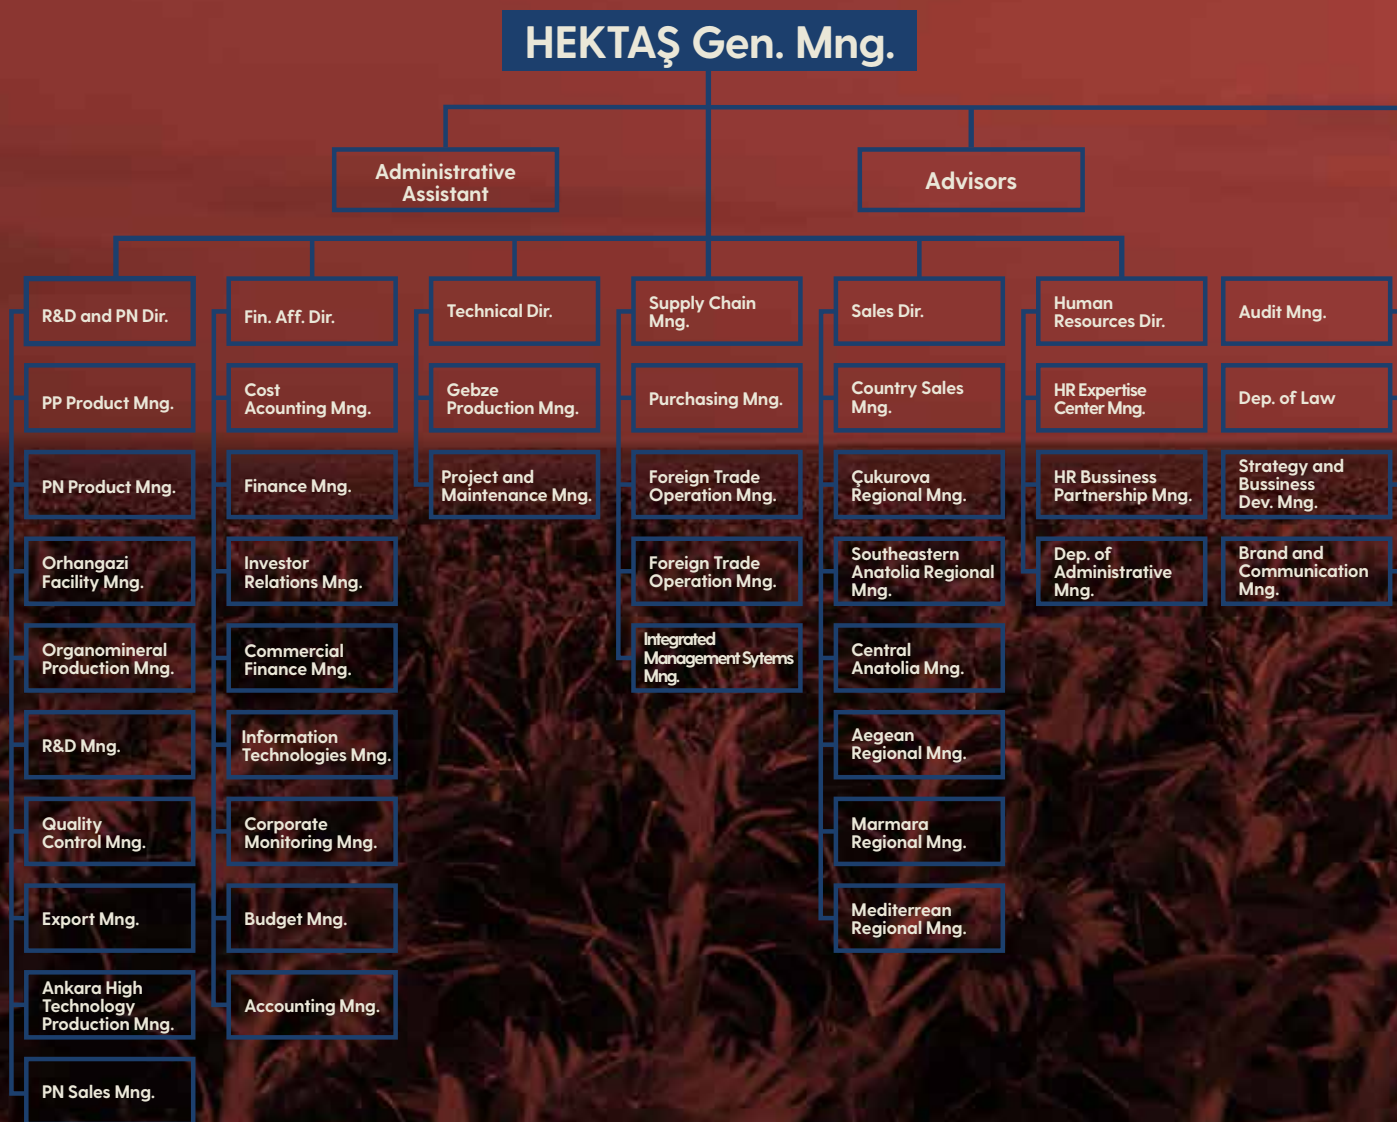 HEKTAŞ Gen. Mng.
Administrative
Assistant
Advisors
R&D and PN Dir.
PP Product Mng.
PN Product Mng.
Orhangazi
Facility Mng.
Organomineral
Production Mng.
R&D Mng.
Quality
Control Mng.
Export Mng.
Ankara High
Technology
Production Mng.
PN Sales Mng.
Fin. Aff. Dir.
Cost
Acounting Mng.
Finance Mng.
Investor
Relations Mng.
Commercial
Finance Mng.
Information
Technologies Mng.
Corporate
Monitoring Mng.
Budget Mng.
Accounting Mng.
Technical Dir.
Gebze
Production Mng.
Project and
Maintenance Mng.
Supply Chain
Mng.
Purchasing Mng.
Foreign Trade
Operation Mng.
Foreign Trade
Operation Mng.
Integrated
Management Sytems
Mng.
Sales Dir.
Country Sales
Mng.
Çukurova
Regional Mng.
Southeastern
Anatolia Regional
Mng.
Central
Anatolia Mng.
Aegean
Regional Mng.
Marmara
Regional Mng.
Mediterrean
Regional Mng.
Human
Resources Dir.
HR Expertise
Center Mng.
HR Bussiness
Partnership Mng.
Dep. of
Administrative
Mng.
Audit Mng.
Dep. of Law
Strategy and
Bussiness
Dev. Mng.
Brand and
Communication
Mng.